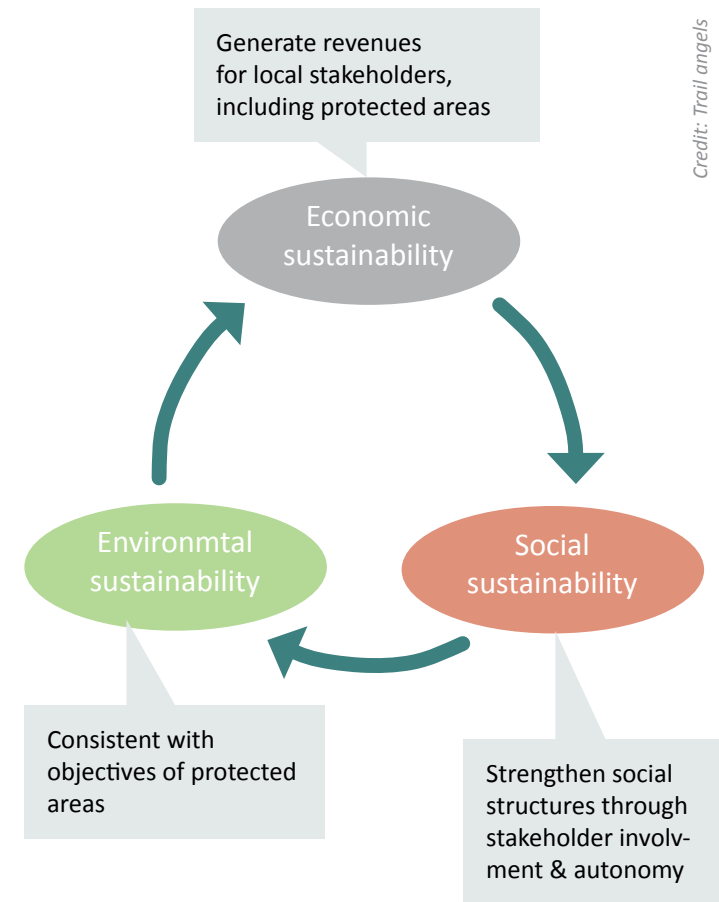 Generate revenues
for local stakeholders,
including protected areas
Credit: Trail angels
Economic
sustainability
Environmtal
sustainability
Social
sustainability
Consistent with
objectives of protected
areas
Strengthen social
structures through
stakeholder involv-
ment & autonomy